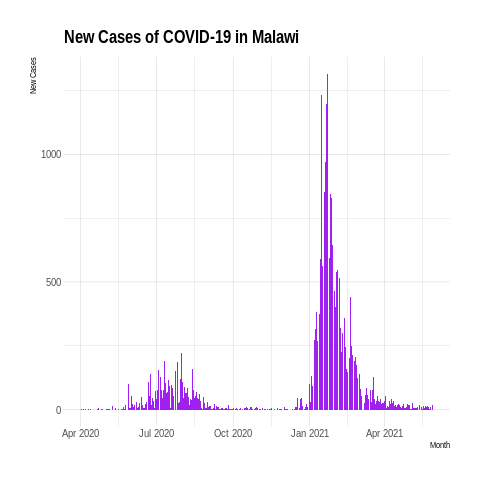 New Cases of COVID-19 in Malawi
New Cases
1000
500
0
Apr 2020 Jul 2020 Oct 2020 Jan 2021 Apr 2021
Month